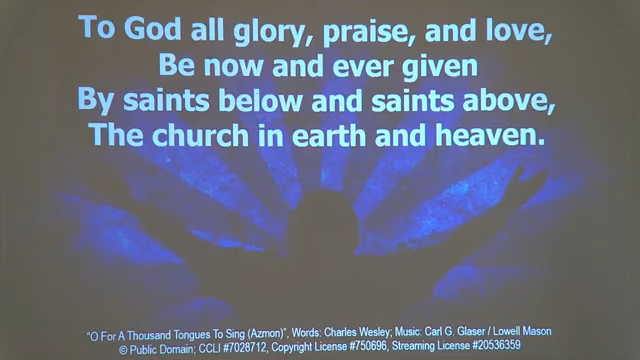 To God all glory, praise, and love,
Be now and ever given
By saints below and saints above,
The church in earth and heaven.
"O For A Thousand Tongues To Sing (Azmon)", Words: Charles Wesley; Music: Carl G. Glaser / Lowell Mason
© Public Domain; CCLI #7028712, Copyright License #750696, Streaming License #20536359